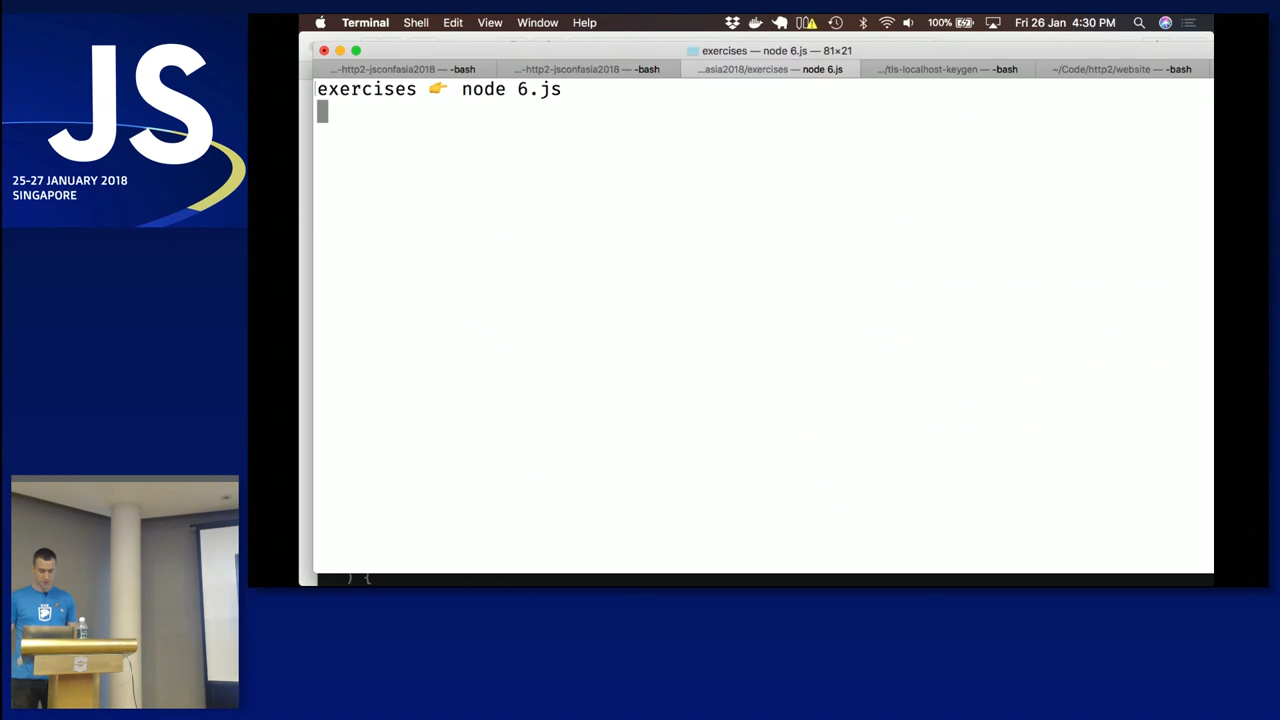 JS
25-27 JANUARY 2018
SINGAPORE
Terminal Shell Edit View Window Help 100% Fri 26 Jan 4:30 PM
exercises — node 6.js — 81×21
...-http2-jsconfasia2018 — -bash ...-http2-jsconfasia2018 — -bash ...asia2018/exercises — node 6.js .../tls-localhost-keygen — -bash ~/Code/http2/website — -bash
exercises 👉 node 6.js
) {